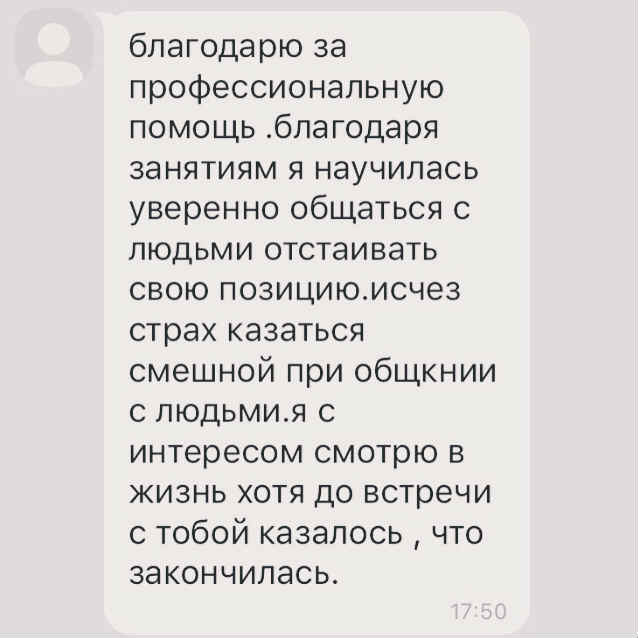 благодарю за
профессиональную
помощь .благодаря
занятиям я научилась
уверенно общаться с
людьми отстаивать
свою позицию.исчез
страх казаться
смешной при общкнии
с людьми.я с
интересом смотрю в
жизнь хотя до встречи
с тобой казалось , что
закончилась.
17:50